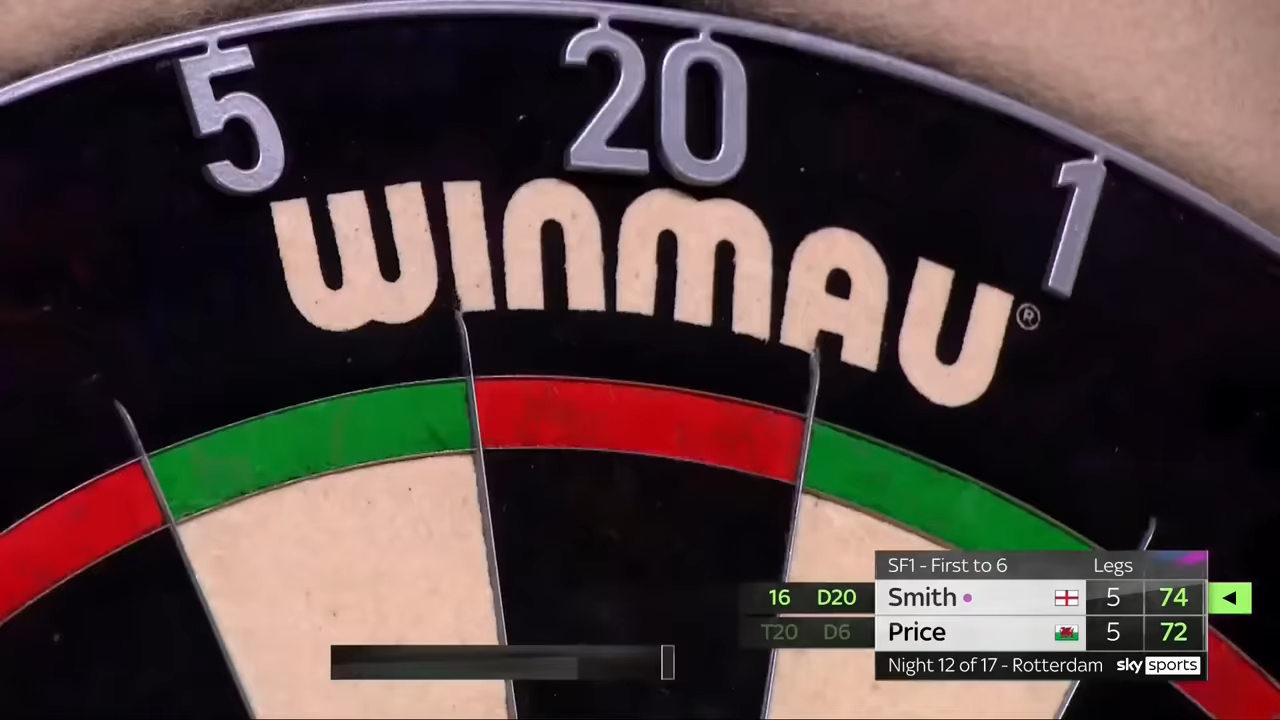 5 20 1
WINMAU®
SF1 - First to 6 Legs
16 D20 Smith 5 74
T20 D6 Price 5 72
Night 12 of 17 - Rotterdam sky sports